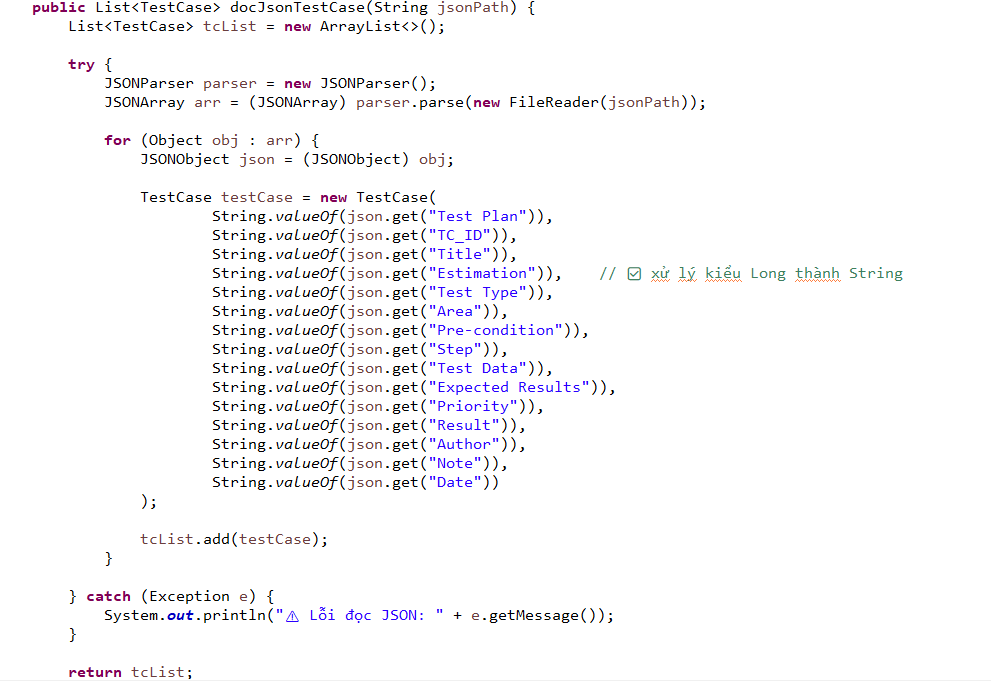 public List<TestCase> docJsonTestCase(String jsonPath) {
List<TestCase> tcList = new ArrayList<>();
try {
JSONParser parser = new JSONParser();
JSONArray arr = (JSONArray) parser.parse(new FileReader(jsonPath));
for (Object obj : arr) {
JSONObject json = (JSONObject) obj;
TestCase testCase = new TestCase(
String.valueOf(json.get("Test Plan")),
String.valueOf(json.get("TC_ID")),
String.valueOf(json.get("Title")),
String.valueOf(json.get("Estimation")), // ☑ xử lý kiểu Long thành String
String.valueOf(json.get("Test Type")),
String.valueOf(json.get("Area")),
String.valueOf(json.get("Pre-condition")),
String.valueOf(json.get("Step")),
String.valueOf(json.get("Test Data")),
String.valueOf(json.get("Expected Results")),
String.valueOf(json.get("Priority")),
String.valueOf(json.get("Result")),
String.valueOf(json.get("Author")),
String.valueOf(json.get("Note")),
String.valueOf(json.get("Date"))
);
tcList.add(testCase);
}
} catch (Exception e) {
System.out.println("⚠ Lỗi đọc JSON: " + e.getMessage());
}
return tcList;